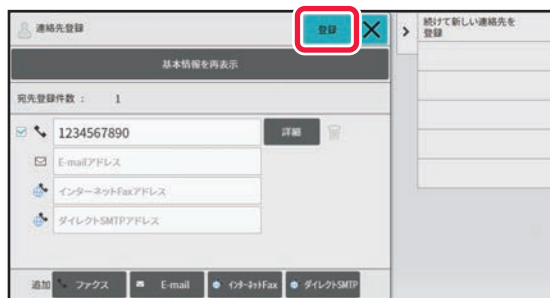 連絡先登録
登録
続けて新しい連絡先を
登録
基本情報を再表示
宛先登録件数 : 1
1234567890
詳細
E-mailアドレス
インターネットFaxアドレス
ダイレクトSMTPアドレス
追加
ファクス
E-mail
インターネットFax
ダイレクトSMTP